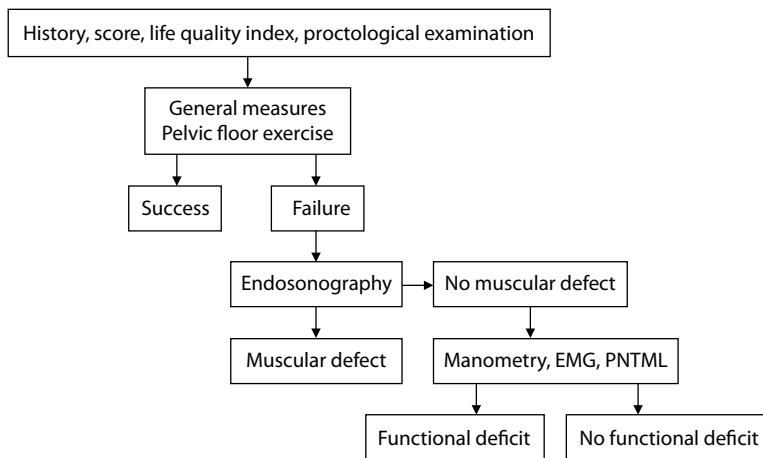 History, score, life quality index, proctological examination
General measures
Pelvic floor exercise
Success
Failure
Endosonography
No muscular defect
Muscular defect
Manometry, EMG, PNTML
Functional deficit
No functional deficit